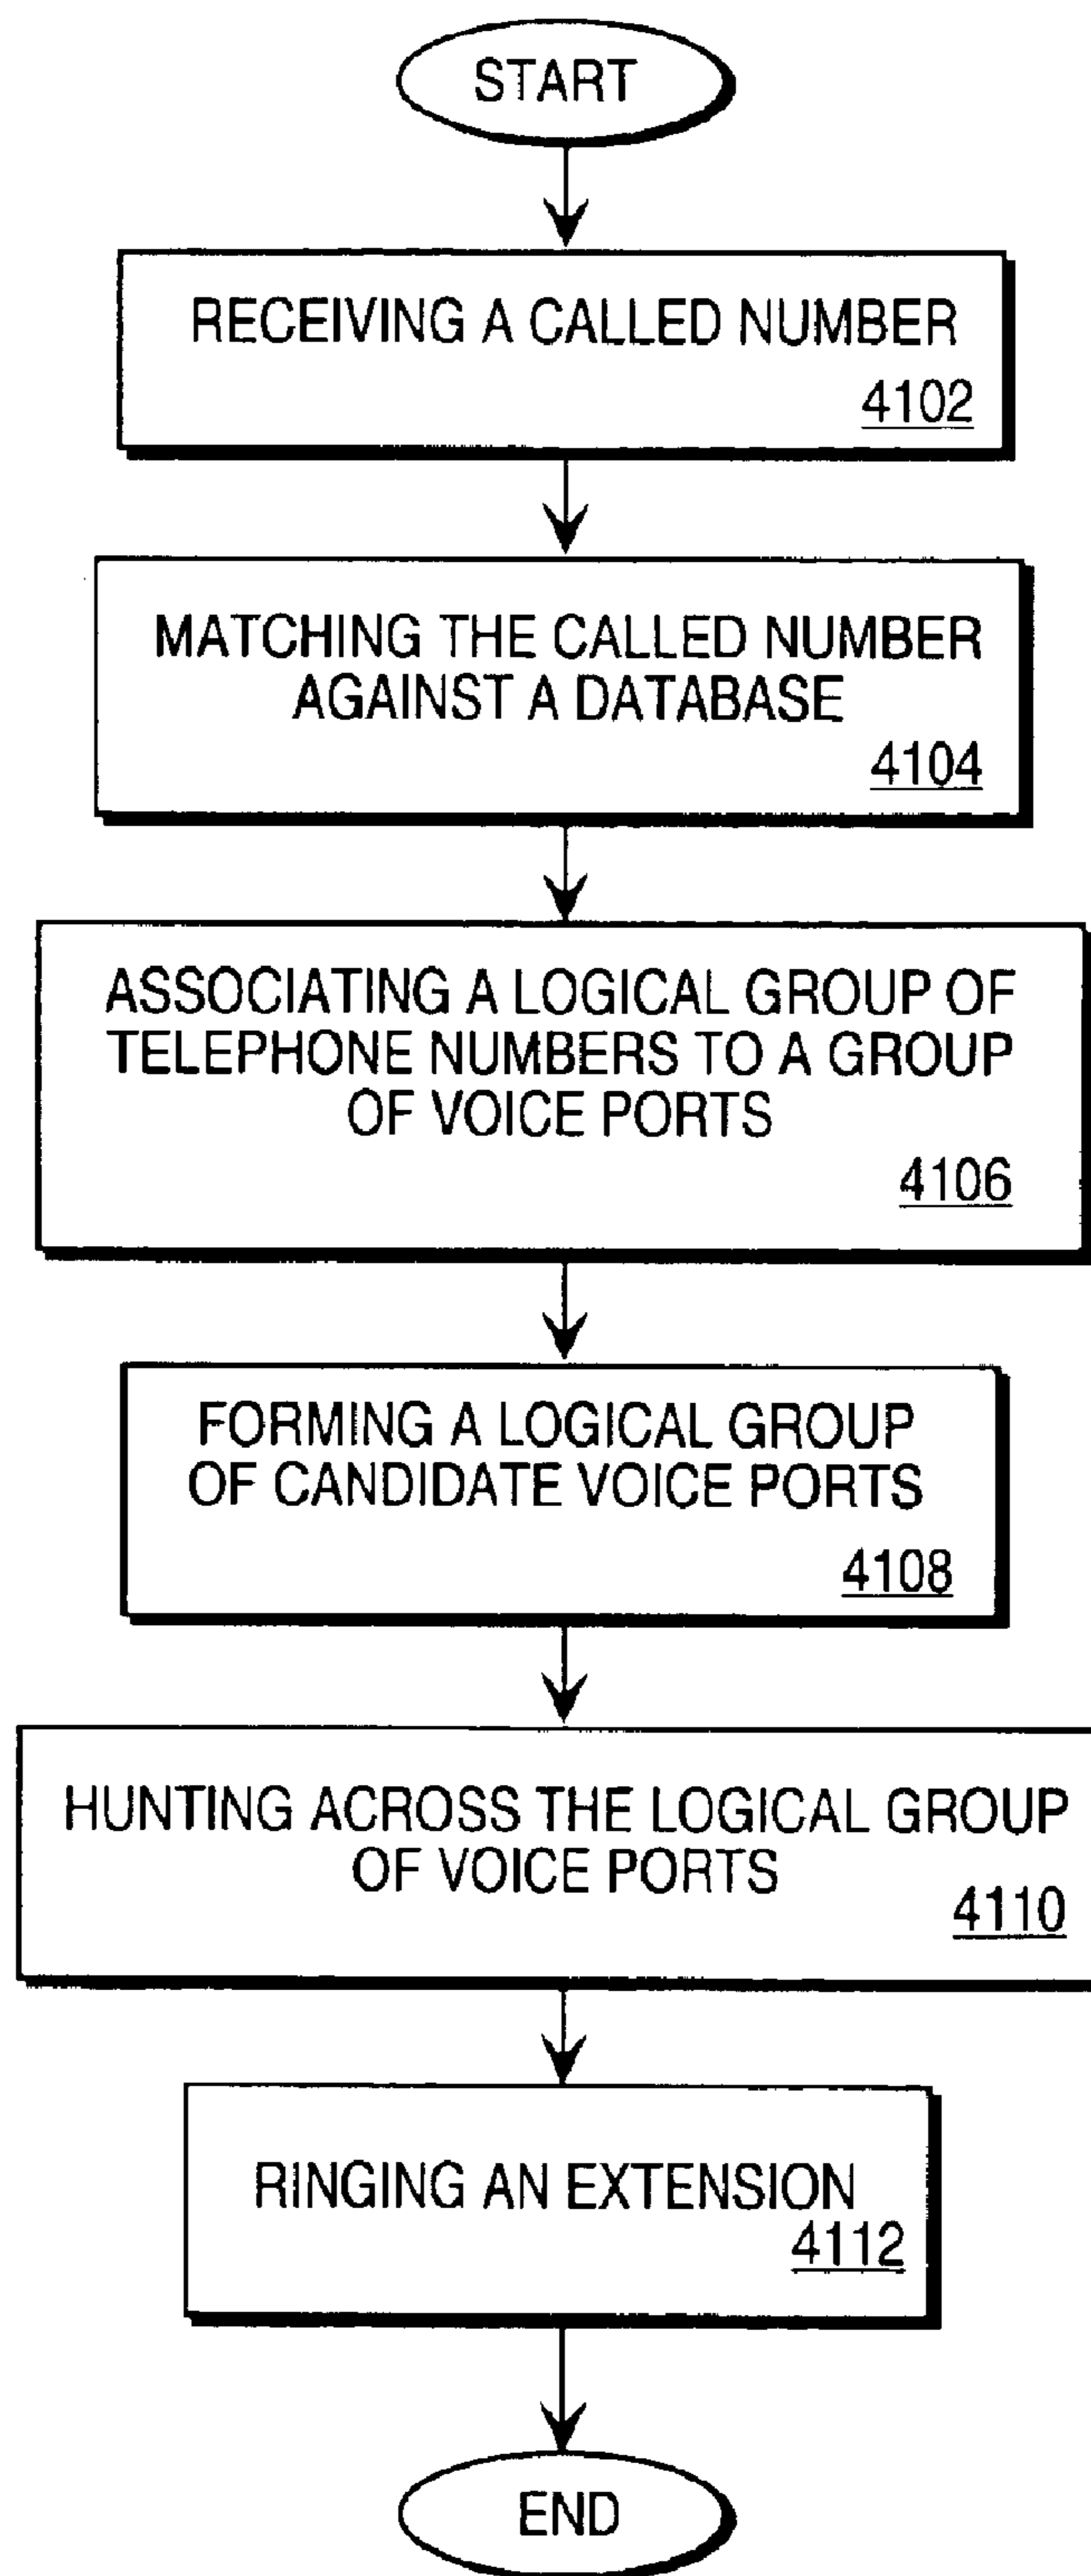 START
RECEIVING A CALLED NUMBER
4102
MATCHING THE CALLED NUMBER
AGAINST A DATABASE
4104
ASSOCIATING A LOGICAL GROUP OF
TELEPHONE NUMBERS TO A GROUP
OF VOICE PORTS
4106
FORMING A LOGICAL GROUP
OF CANDIDATE VOICE PORTS
4108
HUNTING ACROSS THE LOGICAL GROUP
OF VOICE PORTS
4110
RINGING AN EXTENSION
4112
END